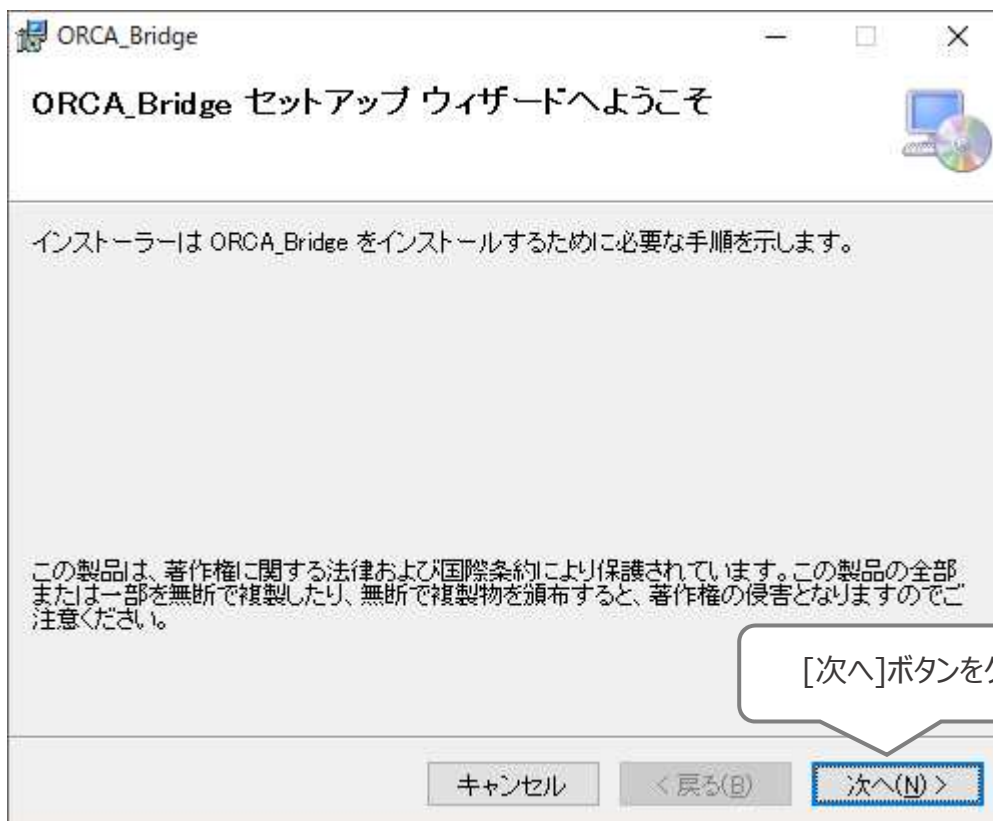 ORCA_Bridge
ORCA_Bridge セットアップ ウィザードへようこそ
インストーラーは ORCA_Bridge をインストールするために必要な手順を示します。
この製品は、著作権に関する法律および国際条約により保護されています。この製品の全部
または一部を無断で複製したり、無断で複製物を頒布すると、著作権の侵害となりますのでご
注意ください。
[次へ]ボタンを
キャンセル < 戻る(B) 次へ(N) >